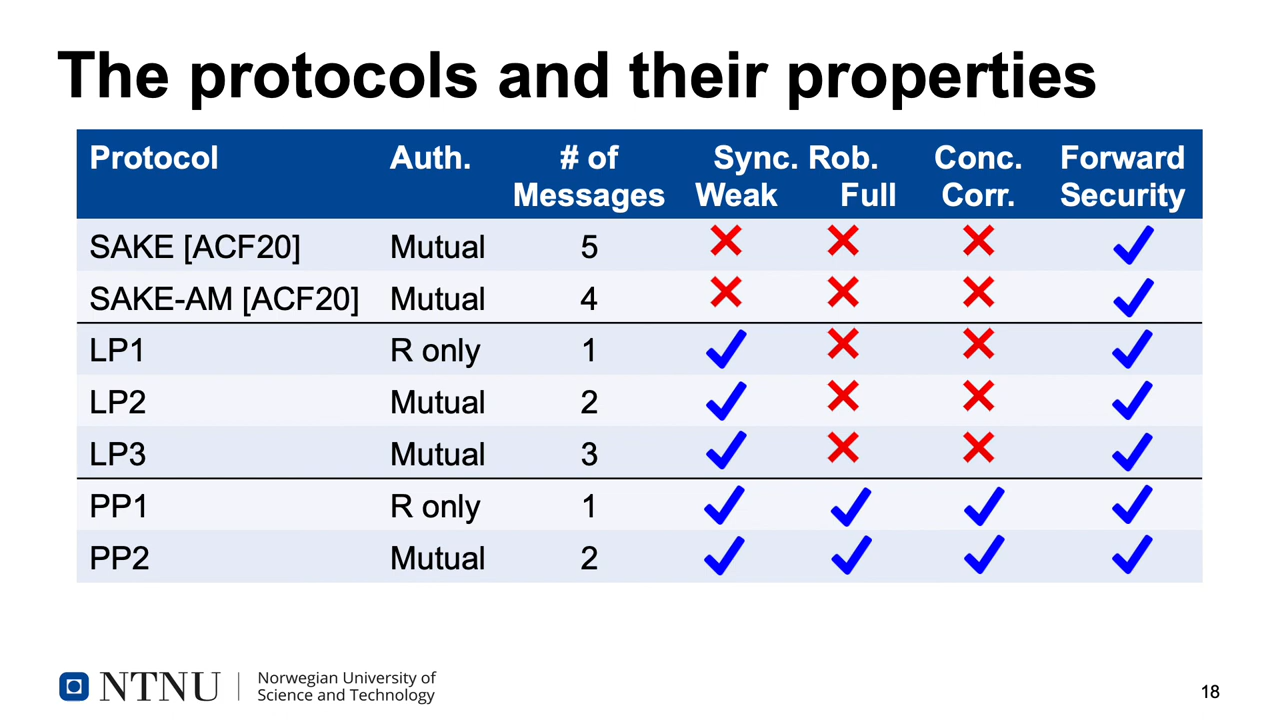 The protocols and their properties
Protocol Auth. # of Messages Sync. Rob. Weak Full Conc. Corr. Forward Security
SAKE [ACF20] Mutual 5 ✕ ✕ ✕ ✓
SAKE-AM [ACF20] Mutual 4 ✕ ✕ ✕ ✓
LP1 R only 1 ✓ ✕ ✕ ✓
LP2 Mutual 2 ✓ ✕ ✕ ✓
LP3 Mutual 3 ✓ ✕ ✕ ✓
PP1 R only 1 ✓ ✓ ✓ ✓
PP2 Mutual 2 ✓ ✓ ✓ ✓
NTNU
Norwegian University of
Science and Technology
18